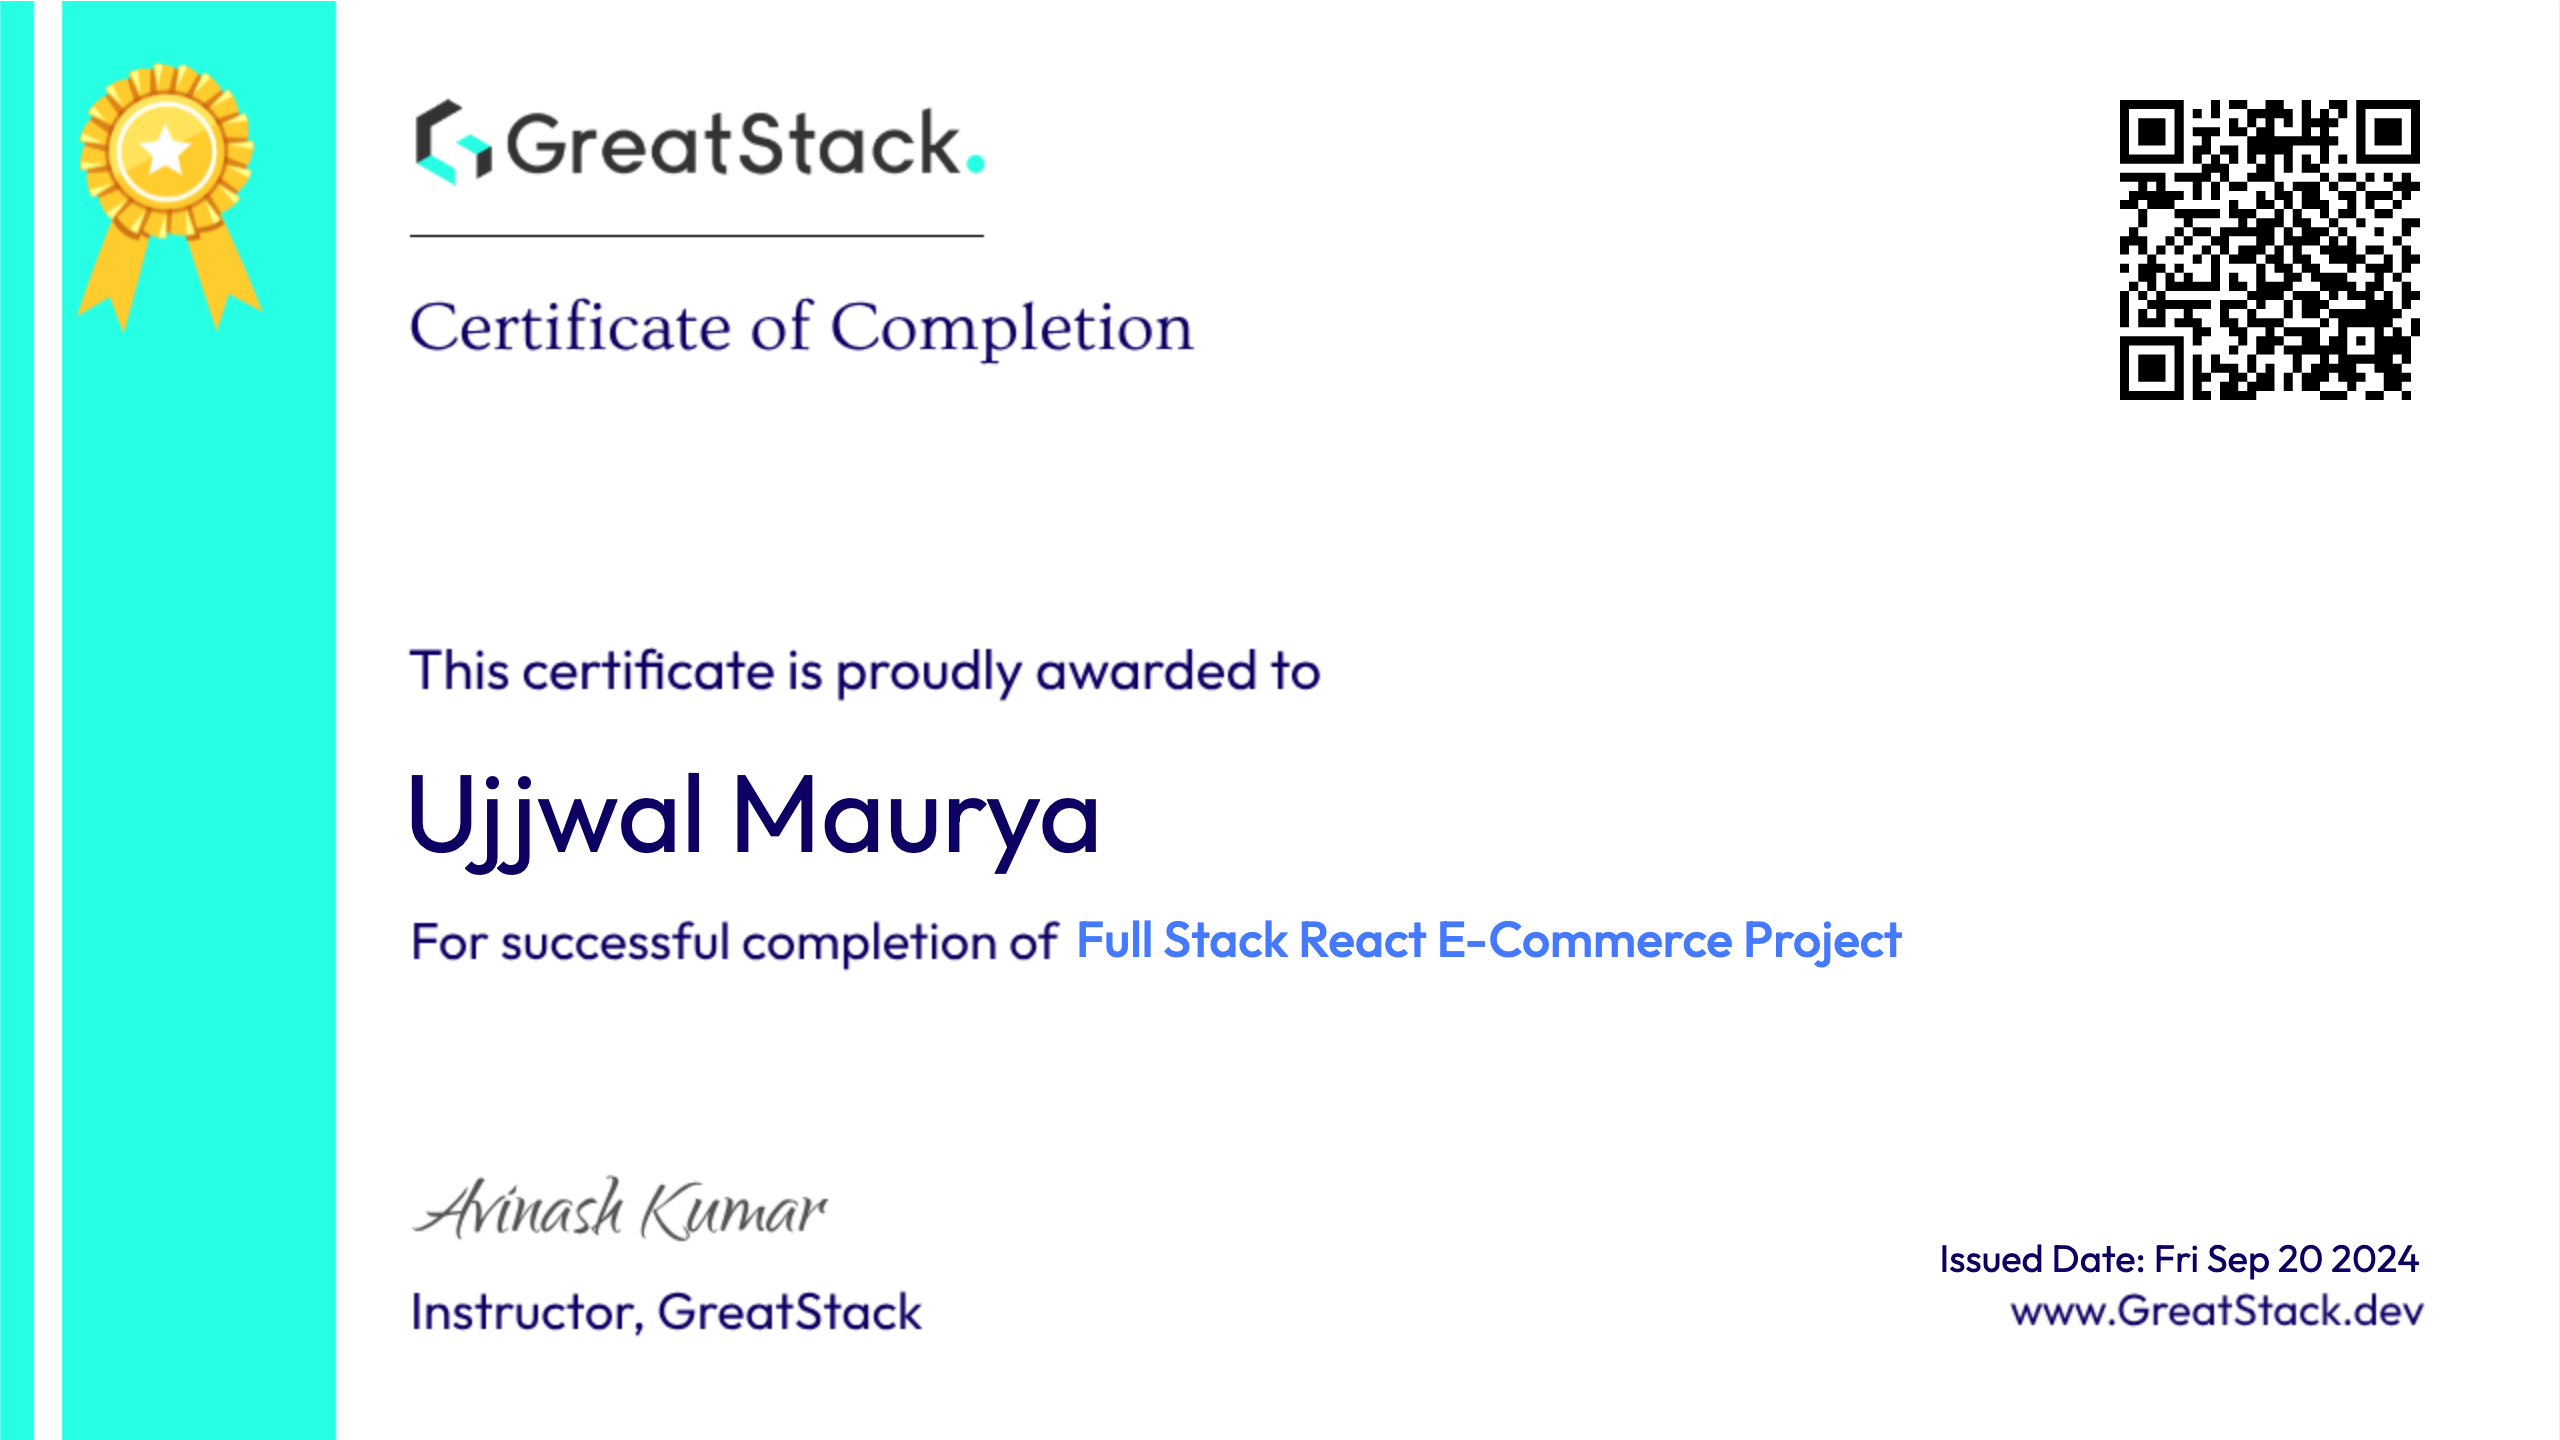 GreatStack.
Certificate of Completion
This certificate is proudly awarded to
Ujjwal Maurya
For successful completion of Full Stack React E-Commerce Project
Avinash Kumar
Instructor, GreatStack
Issued Date: Fri Sep 20 2024
www.GreatStack.dev